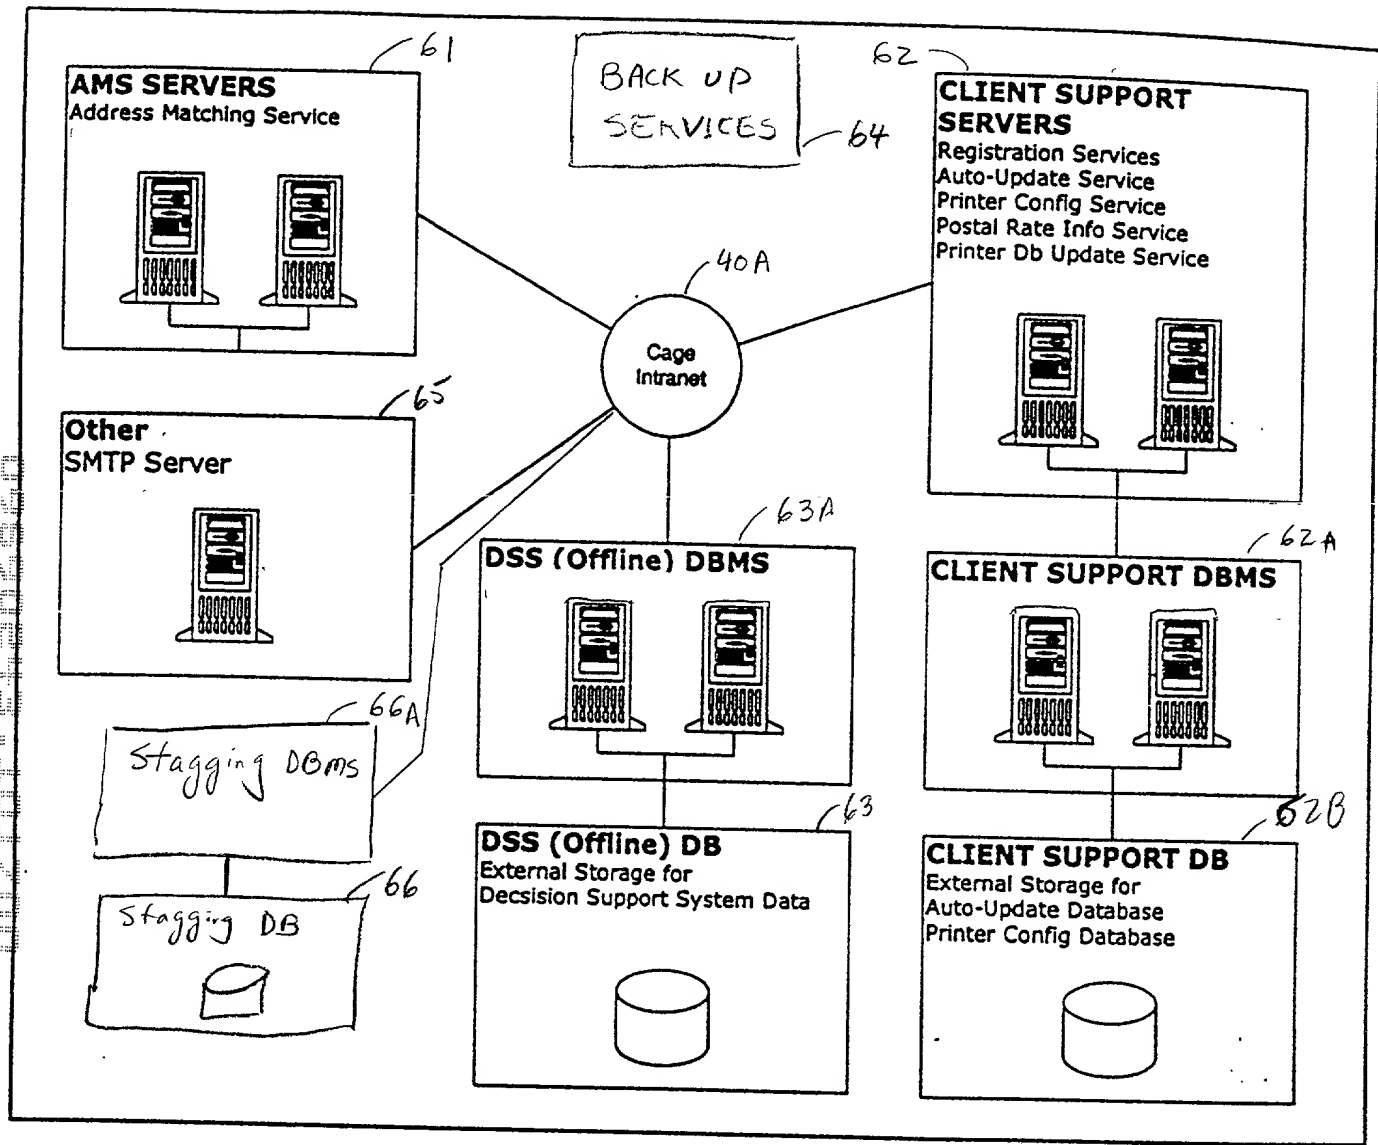 61
AMS SERVERS
Address Matching Service
BACK UP
SERVICES
64
62
CLIENT SUPPORT
SERVERS
Registration Services
Auto-Update Service
Printer Config Service
Postal Rate Info Service
Printer Db Update Service
40A
Cage
Intranet
65
Other
SMTP Server
63A
DSS (Offline) DBMS
62A
CLIENT SUPPORT DBMS
66A
Stagging DBMS
63
DSS (Offline) DB
External Storage for
Decsision Support System Data
62B
CLIENT SUPPORT DB
External Storage for
Auto-Update Database
Printer Config Database
66
Stagging DB